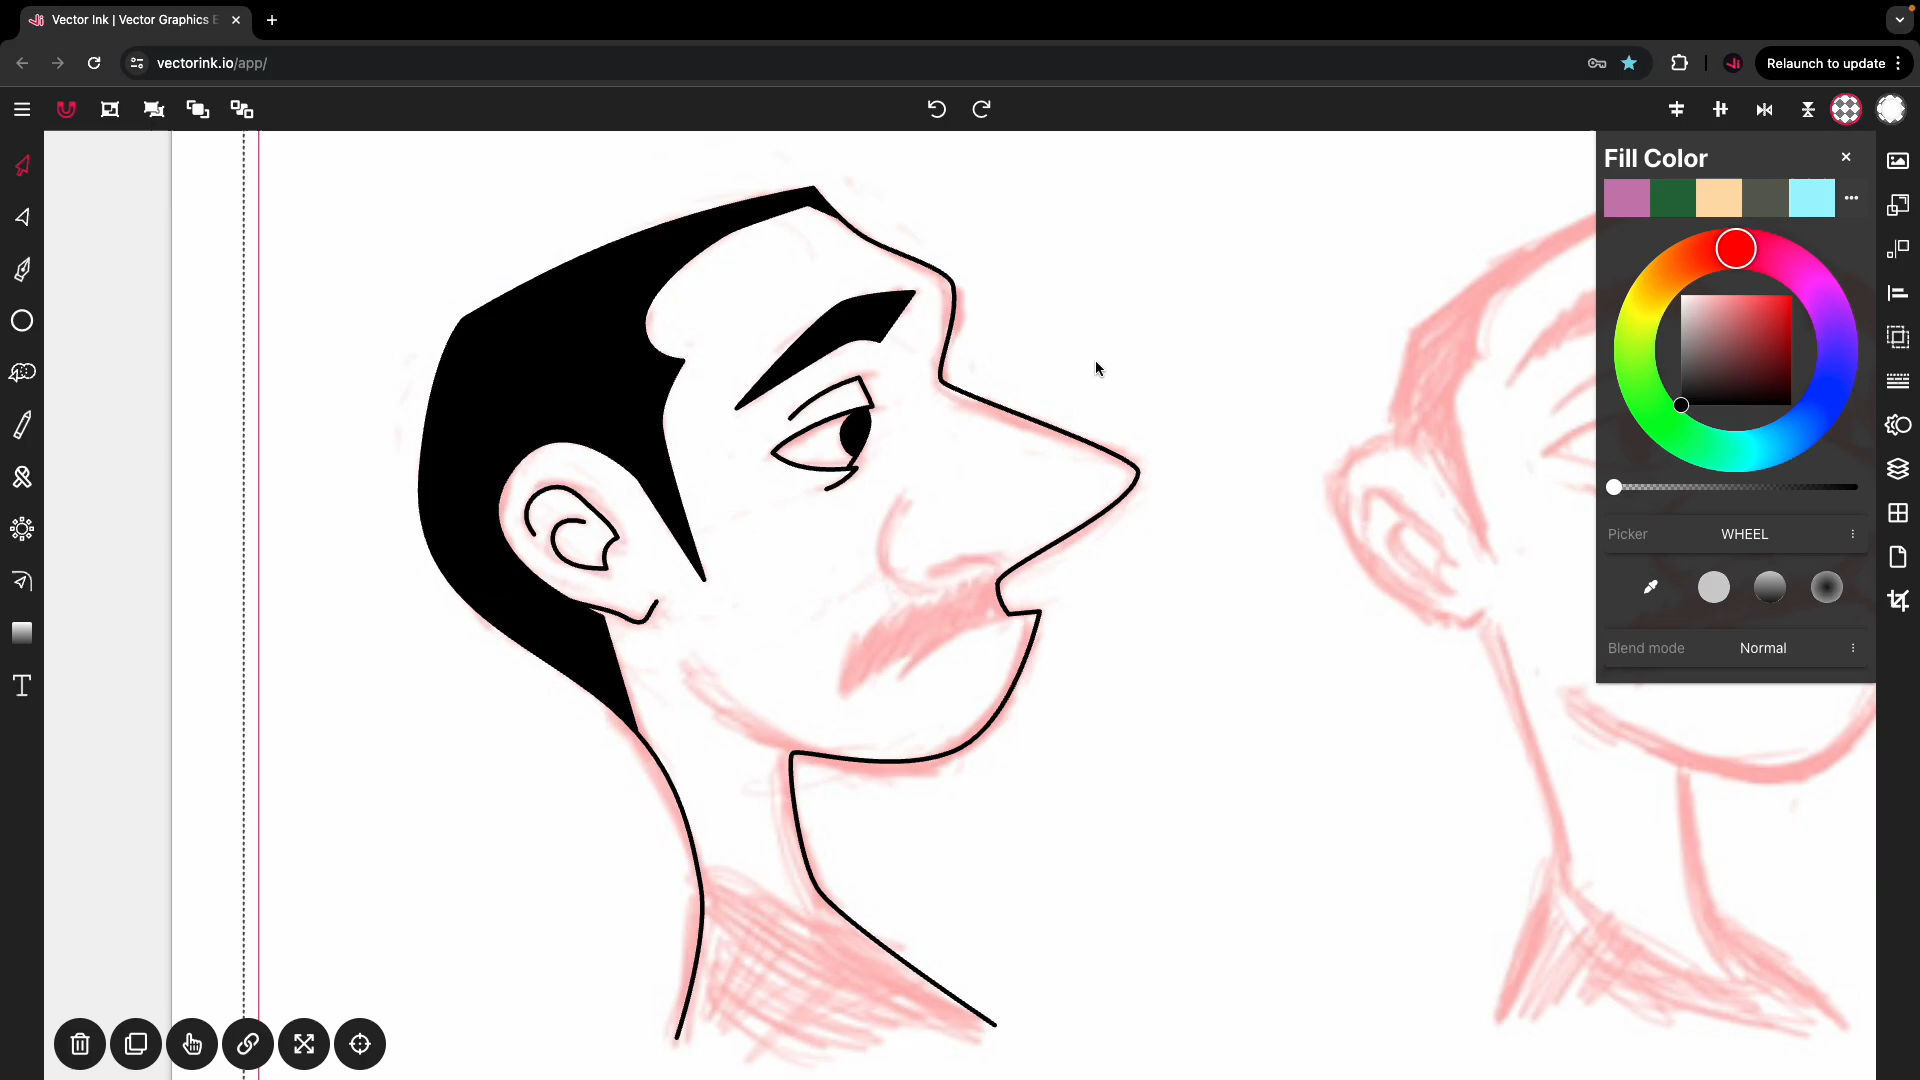 Vector Ink | Vector Graphics E
vectorink.io/app/
Relaunch to update
Fill Color
Picker
WHEEL
Blend mode
Normal